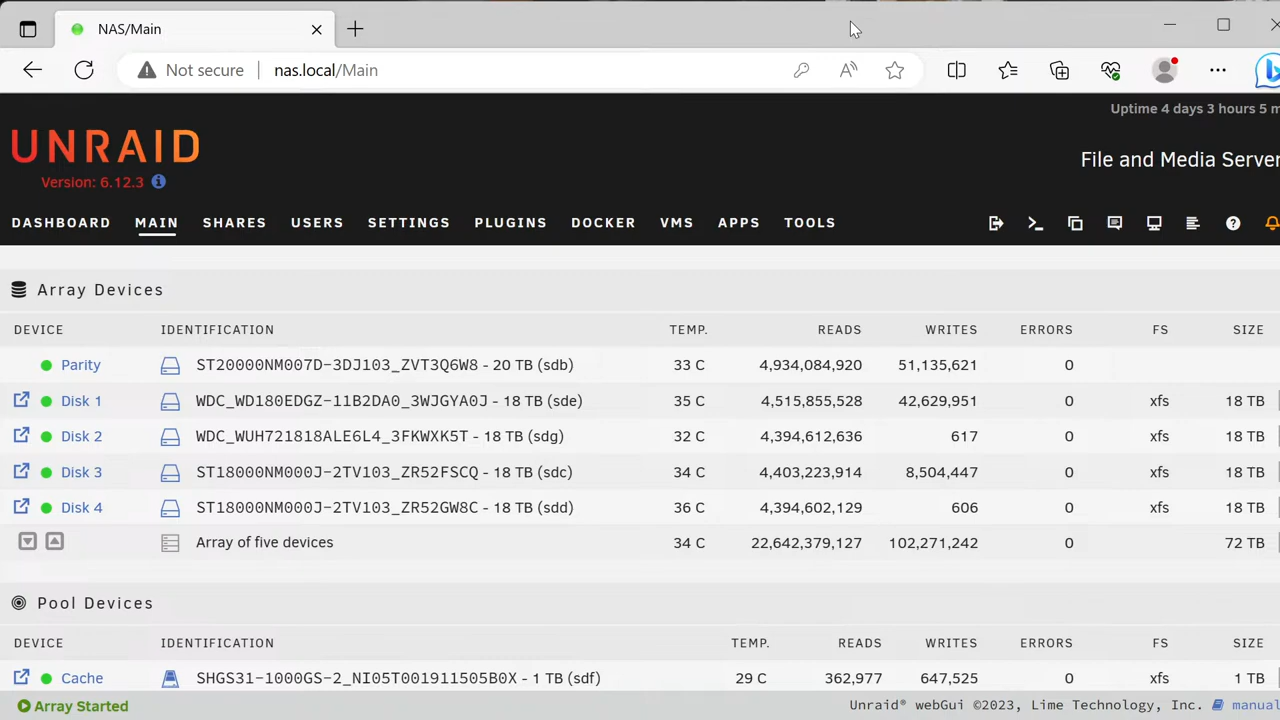 NAS/Main
Not secure nas.local/Main
Uptime 4 days 3 hours 5 m
UNRAID
File and Media Server
Version: 6.12.3
DASHBOARD MAIN SHARES USERS SETTINGS PLUGINS DOCKER VMS APPS TOOLS
Array Devices
DEVICE IDENTIFICATION TEMP. READS WRITES ERRORS FS SIZE
Parity ST20000NM007D-3DJ103_ZVT3Q6W8 - 20 TB (sdb) 33 C 4,934,084,920 51,135,621 0
Disk 1 WDC_WD180EDGZ-11B2DA0_3WJGYA0J - 18 TB (sde) 35 C 4,515,855,528 42,629,951 0 xfs 18 TB
Disk 2 WDC_WUH721818ALE6L4_3FKWXK5T - 18 TB (sdg) 32 C 4,394,612,636 617 0 xfs 18 TB
Disk 3 ST18000NM000J-2TV103_ZR52FSCQ - 18 TB (sdc) 34 C 4,403,223,914 8,504,447 0 xfs 18 TB
Disk 4 ST18000NM000J-2TV103_ZR52GW8C - 18 TB (sdd) 36 C 4,394,602,129 606 0 xfs 18 TB
Array of five devices 34 C 22,642,379,127 102,271,242 0 72 TB
Pool Devices
DEVICE IDENTIFICATION TEMP. READS WRITES ERRORS FS SIZE
Cache SHGS31-1000GS-2_NI05T001911505B0X - 1 TB (sdf) 29 C 362,977 647,525 0 xfs 1 TB
Array Started Unraid® webGui ©2023, Lime Technology, Inc. manua